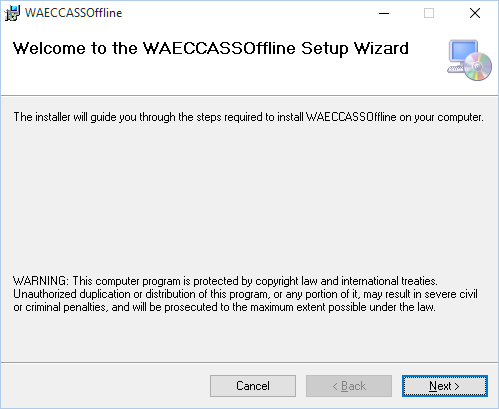 WAECCASSOffline
Welcome to the WAECCASSOffline Setup Wizard
The installer will guide you through the steps required to install WAECCASSOffline on your computer.
WARNING: This computer program is protected by copyright law and international treaties.
Unauthorized duplication or distribution of this program, or any portion of it, may result in severe civil
or criminal penalties, and will be prosecuted to the maximum extent possible under the law.
Cancel
< Back
Next >